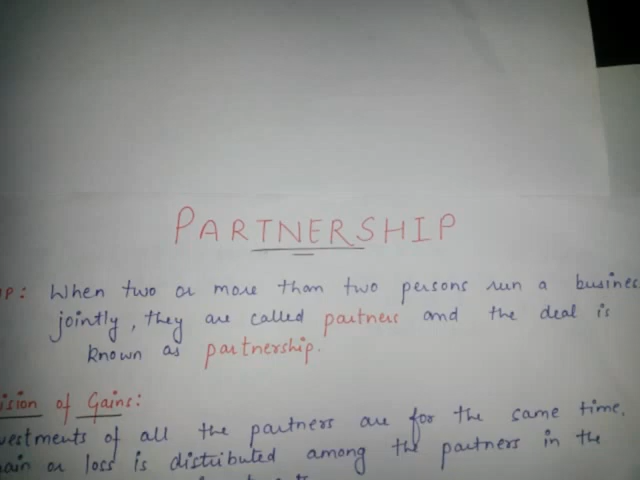 PARTNERSHIP
P: When two or more than two persons run a busines
jointly, they are called partners and the deal is
known as partnership.
ision of Gains:
vestments of all the partners are for the same time,
ain or loss is distributed among the partners in the